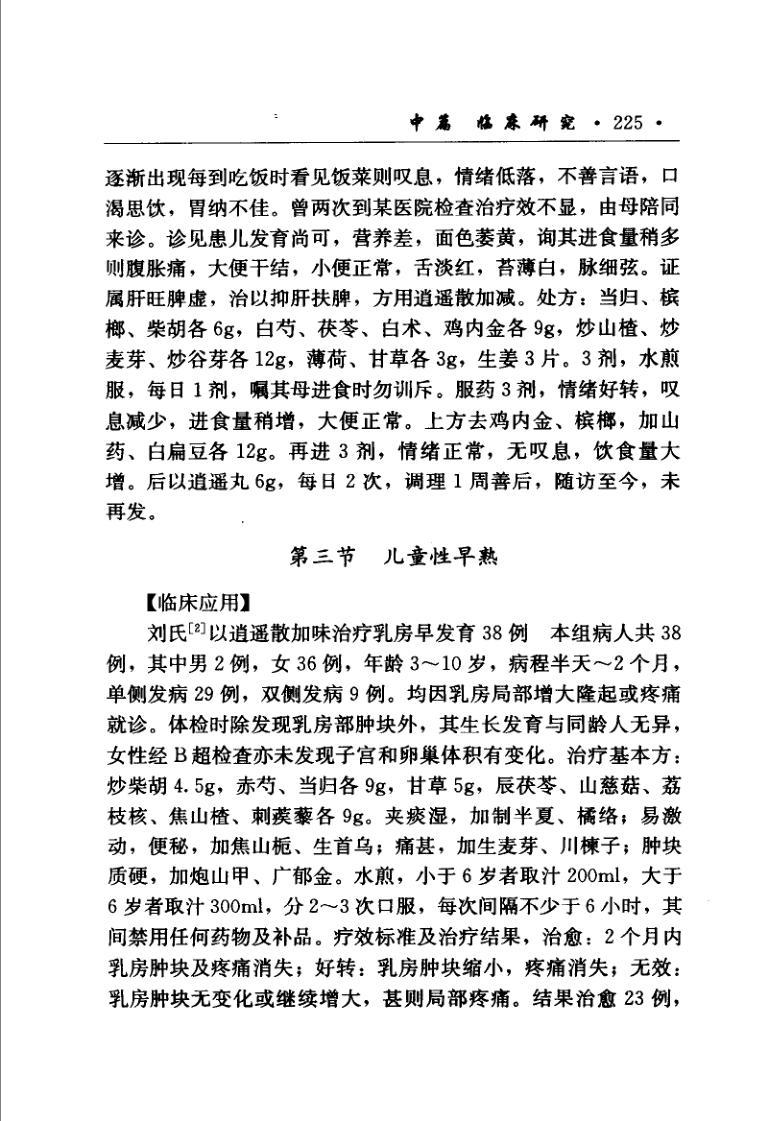 中篇 临床研究 · 225 ·
逐渐出现每到吃饭时看见饭菜则叹息，情绪低落，不善言语，口
渴思饮，胃纳不佳。曾两次到某医院检查治疗效不显，由母陪同
来诊。诊见患儿发育尚可，营养差，面色萎黄，询其进食量稍多
则腹胀痛，大便干结，小便正常，舌淡红，苔薄白，脉细弦。证
属肝旺脾虚，治以抑肝扶脾，方用逍遥散加减。处方：当归、槟
榔、柴胡各 6g，白芍、茯苓、白术、鸡内金各 9g，炒山楂、炒
麦芽、炒谷芽各 12g，薄荷、甘草各 3g，生姜 3 片。3 剂，水煎
服，每日 1 剂，嘱其母进食时勿训斥。服药 3 剂，情绪好转，叹
息减少，进食量稍增，大便正常。上方去鸡内金、槟榔，加山
药、白扁豆各 12g。再进 3 剂，情绪正常，无叹息，饮食量大
增。后以逍遥丸 6g，每日 2 次，调理 1 周善后，随访至今，未
再发。
第三节 儿童性早熟
【临床应用】
刘氏[2]以逍遥散加味治疗乳房早发育 38 例 本组病人共 38
例，其中男 2 例，女 36 例，年龄 3～10 岁，病程半天～2 个月，
单侧发病 29 例，双侧发病 9 例。均因乳房局部增大隆起或疼痛
就诊。体检时除发现乳房部肿块外，其生长发育与同龄人无异，
女性经 B 超检查亦未发现子宫和卵巢体积有变化。治疗基本方：
炒柴胡 4.5g，赤芍、当归各 9g，甘草 5g，辰茯苓、山慈菇、荔
枝核、焦山楂、刺蒺藜各 9g。夹痰湿，加制半夏、橘络；易激
动，便秘，加焦山栀、生首乌；痛甚，加生麦芽、川楝子；肿块
质硬，加炮山甲、广郁金。水煎，小于 6 岁者取汁 200ml，大于
6 岁者取汁 300ml，分 2～3 次口服，每次间隔不少于 6 小时，其
间禁用任何药物及补品。疗效标准及治疗结果，治愈：2 个月内
乳房肿块及疼痛消失；好转：乳房肿块缩小，疼痛消失；无效：
乳房肿块无变化或继续增大，甚则局部疼痛。结果治愈 23 例，